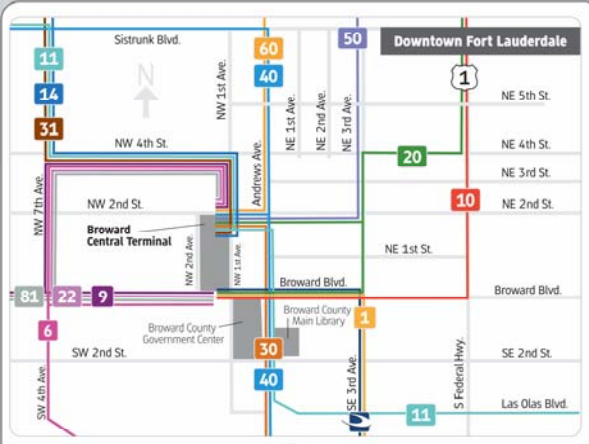 Downtown Fort Lauderdale
Sistrunk Blvd.
60
50
11
40
1
14
N
NW 1st Ave.
Andrews Ave.
NE 1st Ave.
NE 2nd Ave.
NE 3rd Ave.
NE 5th St.
31
NW 4th St.
NE 4th St.
20
NE 3rd St.
NW 7th Ave.
10
NW 2nd St.
NE 2nd St.
Broward
Central Terminal
NW 2nd Ave.
NW 1st Ave.
NE 1st St.
Broward Blvd.
Broward Blvd.
81
22
9
Broward County
Government Center
Broward County
Main Library
1
6
30
SW 2nd St.
SE 2nd St.
40
SW 4th Ave.
SE 3rd Ave.
S Federal Hwy.
11
Las Olas Blvd.